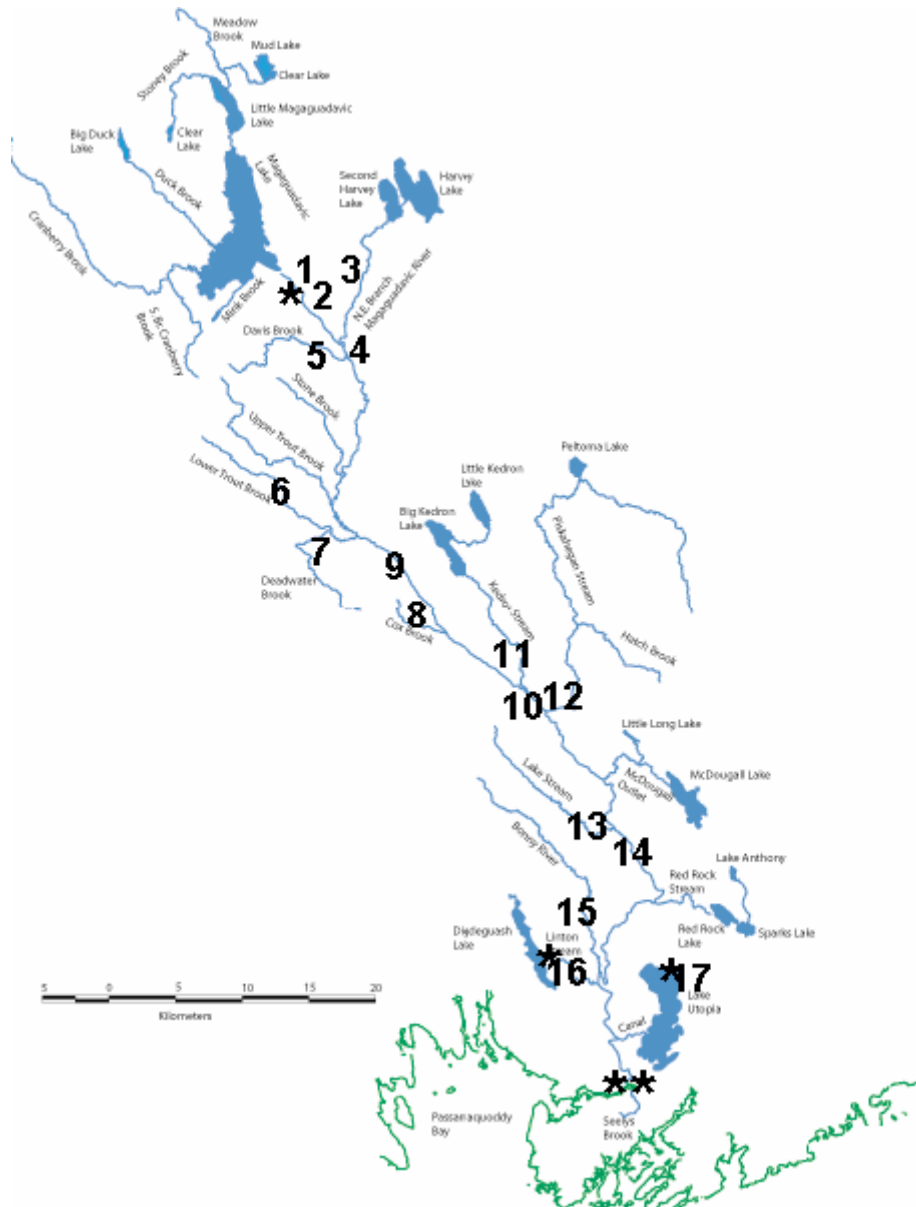 Meadow
Brook
Mud Lake
Stoney Brook
Clear Lake
Little Magaguadavic
Lake
Big Duck
Lake
Clear
Lake
Magaguadavic
Lake
Second
Harvey
Lake
Harvey
Lake
Duck Brook
Cranberry Brook
1
3
2
*
N.E. Branch
Magaguadavic River
Mink Brook
S. Br. Cranberry
Brook
Davis Brook
5
4
Stone Brook
Upper Trout Brook
Lower Trout Brook
6
Peltoma Lake
Little Kedron
Lake
Big Kedron
Lake
7
9
Deadwater
Brook
Piskahegan Stream
Kedron Stream
8
Cox Brook
11
Hatch Brook
10
12
Little Long Lake
Lake Stream
McDougall
Outlet
McDougall Lake
13
14
Bonny River
Lake Anthony
Red Rock
Stream
15
Red Rock
Lake
Sparks Lake
Digdeguash
Lake
Linton
Stream
*
16
*
17
Lake
Utopia
5 0 5 10 20
Kilometers
Canal
* *
Passamaquoddy
Bay
Seelys
Brook